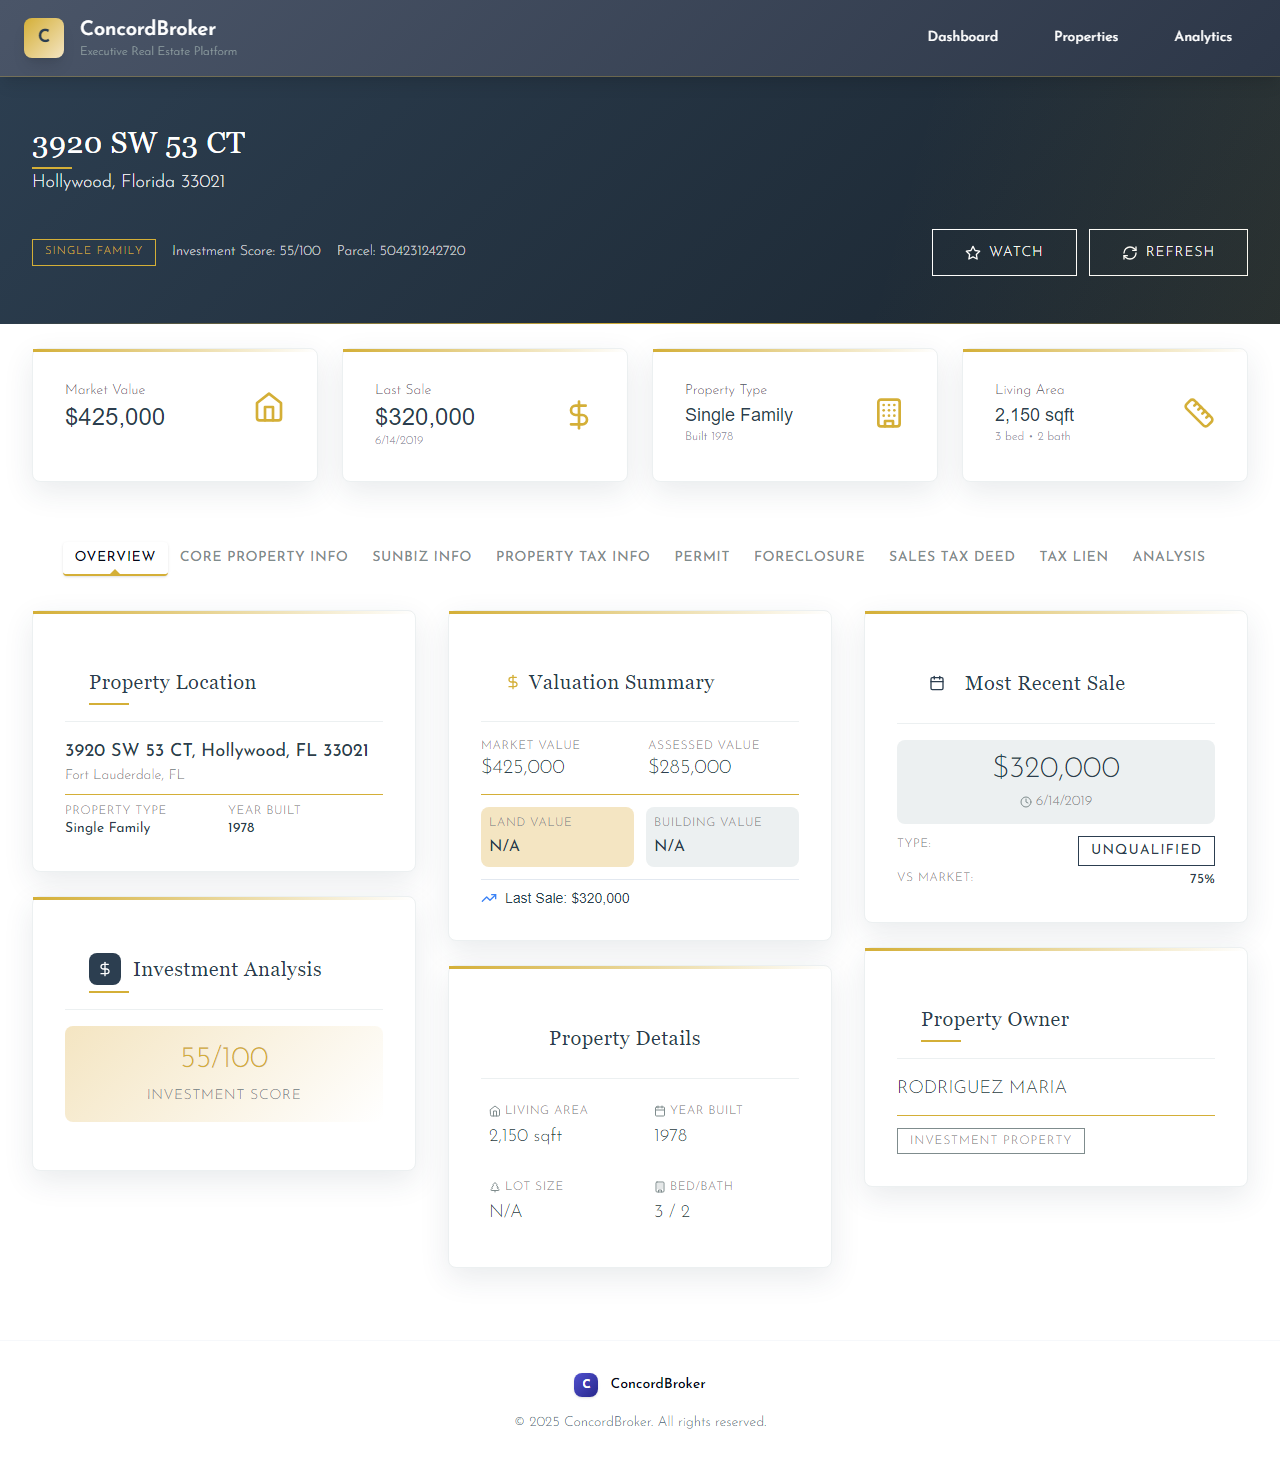 C
ConcordBroker
Executive Real Estate Platform
Dashboard
Properties
Analytics
3920 SW 53 CT
Hollywood, Florida 33021
SINGLE FAMILY
Investment Score: 55/100
Parcel: 504231242720
WATCH
REFRESH
Market Value
$425,000
Last Sale
$320,000
6/14/2019
Property Type
Single Family
Built 1978
Living Area
2,150 sqft
3 bed • 2 bath
OVERVIEW
CORE PROPERTY INFO
SUNBIZ INFO
PROPERTY TAX INFO
PERMIT
FORECLOSURE
SALES TAX DEED
TAX LIEN
ANALYSIS
Property Location
3920 SW 53 CT, Hollywood, FL 33021
Fort Lauderdale, FL
PROPERTY TYPE
Single Family
YEAR BUILT
1978
Investment Analysis
55/100
INVESTMENT SCORE
Valuation Summary
MARKET VALUE
$425,000
ASSESSED VALUE
$285,000
LAND VALUE
N/A
BUILDING VALUE
N/A
Last Sale: $320,000
Property Details
LIVING AREA
2,150 sqft
YEAR BUILT
1978
LOT SIZE
N/A
BED/BATH
3 / 2
Most Recent Sale
$320,000
6/14/2019
TYPE:
UNQUALIFIED
VS MARKET:
75%
Property Owner
RODRIGUEZ MARIA
INVESTMENT PROPERTY
C
ConcordBroker
© 2025 ConcordBroker. All rights reserved.